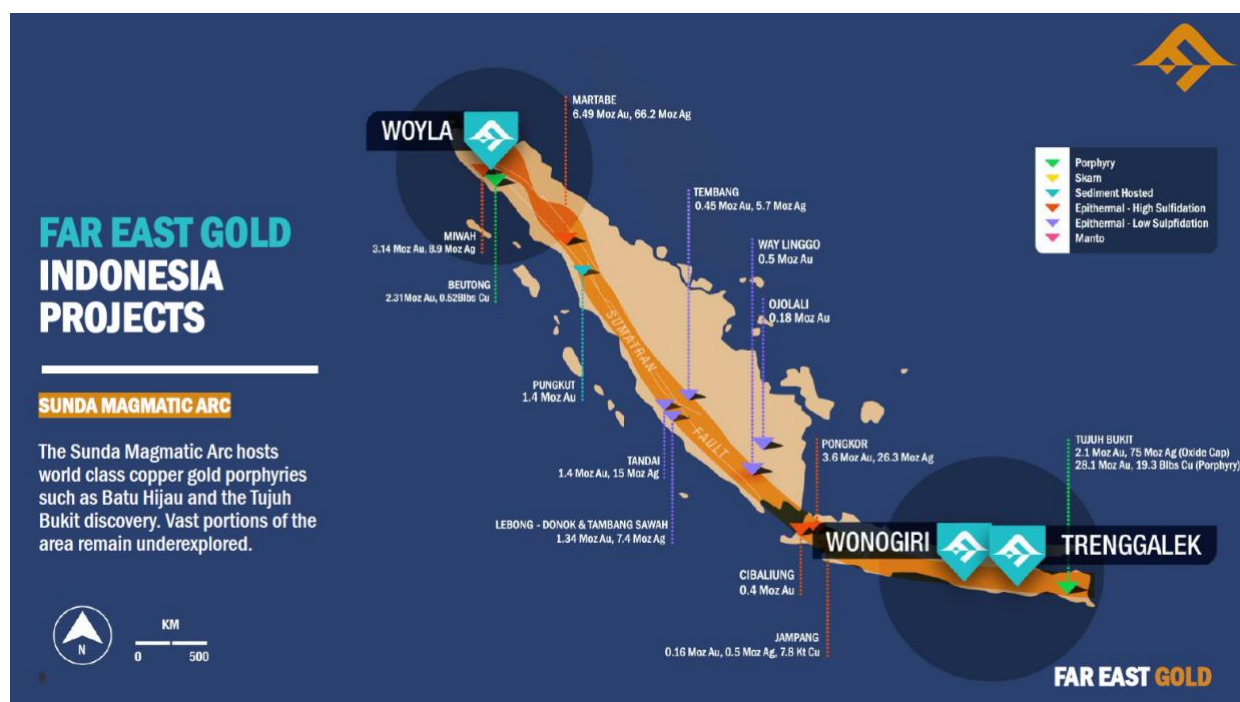 FAR EAST GOLD
INDONESIA
PROJECTS
SUNDA MAGMATIC ARC
The Sunda Magmatic Arc hosts
world class copper gold porphyries
such as Batu Hijau and the Tujuh
Bukit discovery. Vast portions of the
area remain underexplored.
N
KM
0 500
9
WOYLA
MARTABE
6.49 Moz Au, 66.2 Moz Ag
MIWAH
3.14 Moz Au, 8.9 Moz Ag
BEUTONG
2.31Moz Au, 0.52Blbs Cu
TEMBANG
0.45 Moz Au, 5.7 Moz Ag
WAY LINGGO
0.5 Moz Au
OJOLALI
0.18 Moz Au
SUMATRAN
FAULT
PUNGKUT
1.4 Moz Au
TANDAI
1.4 Moz Au, 15 Moz Ag
LEBONG - DONOK & TAMBANG SAWAH
1.34 Moz Au, 7.4 Moz Ag
PONGKOR
3.6 Moz Au, 26.3 Moz Ag
TUJUH BUKIT
2.1 Moz Au, 75 Moz Ag (Oxide Cap)
28.1 Moz Au, 19.3 Blbs Cu (Porphyry)
WONOGIRI
TRENGGALEK
CIBALIUNG
0.4 Moz Au
JAMPANG
0.16 Moz Au, 0.5 Moz Ag, 7.8 Kt Cu
Porphyry
Skarn
Sediment Hosted
Epithermal - High Sulfidation
Epithermal - Low Sulpfidation
Manto
FAR EAST GOLD